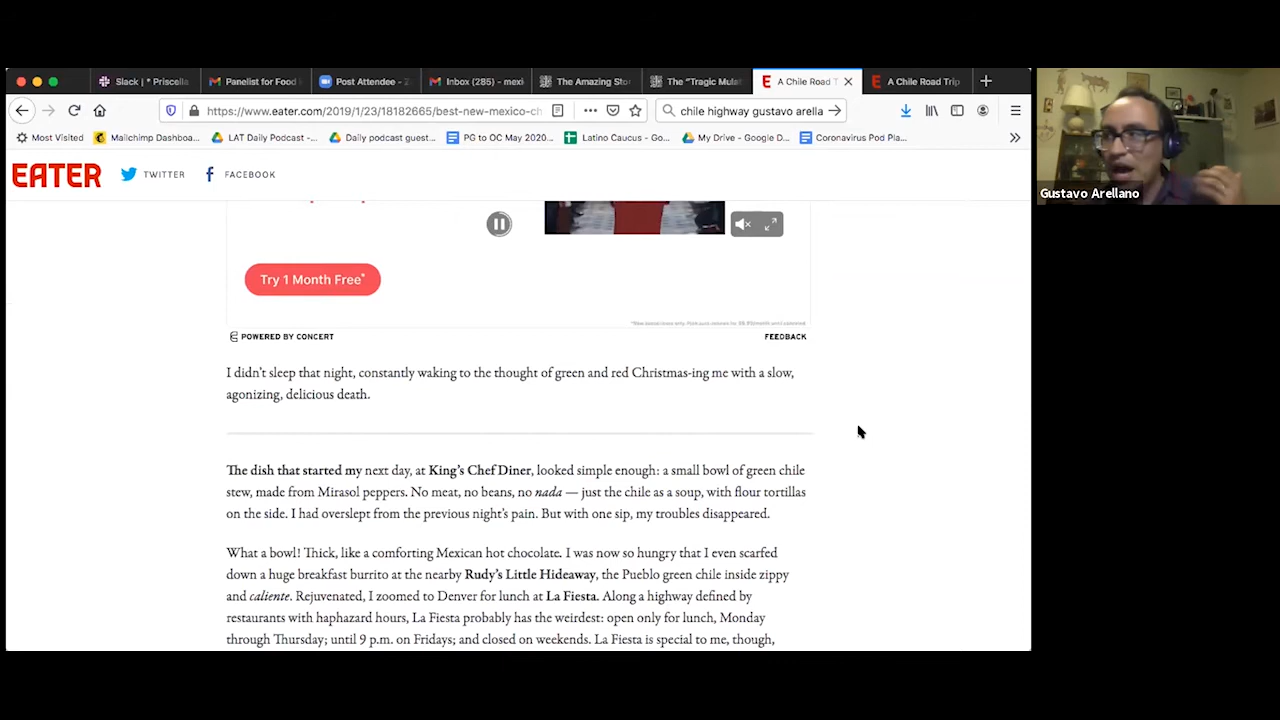 Slack | * Priscella
Panelist for Food
Post Attendee - Z
Inbox (285) - mexi
The Amazing Sto
The "Tragic Mulat
A Chile Road T
A Chile Road Trip
https://www.eater.com/2019/1/23/18182665/best-new-mexico-ch
chile highway gustavo arella
Most Visited
Mailchimp Dashboa...
LAT Daily Podcast -...
Daily podcast guest...
PG to OC May 2020...
Latino Caucus - Go...
My Drive - Google D...
Coronavirus Pod Pla...
EATER
TWITTER
FACEBOOK
Gustavo Arellano
Try 1 Month Free*
POWERED BY CONCERT
FEEDBACK
I didn't sleep that night, constantly waking to the thought of green and red Christmas-ing me with a slow,
agonizing, delicious death.
The dish that started my next day, at King's Chef Diner, looked simple enough: a small bowl of green chile
stew, made from Mirasol peppers. No meat, no beans, no nada — just the chile as a soup, with flour tortillas
on the side. I had overslept from the previous night's pain. But with one sip, my troubles disappeared.
What a bowl! Thick, like a comforting Mexican hot chocolate. I was now so hungry that I even scarfed
down a huge breakfast burrito at the nearby Rudy's Little Hideaway, the Pueblo green chile inside zippy
and caliente. Rejuvenated, I zoomed to Denver for lunch at La Fiesta. Along a highway defined by
restaurants with haphazard hours, La Fiesta probably has the weirdest: open only for lunch, Monday
through Thursday; until 9 p.m. on Fridays; and closed on weekends. La Fiesta is special to me, though,